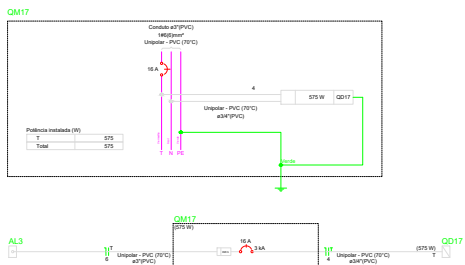 QM17
Conduto ø3"(PVC)
1#6(6)mm²
Unipolar - PVC (70°C)
16 A
4
575 W QD17
Unipolar - PVC (70°C)
ø3/4"(PVC)
Potência instalada (W)
T 575
Total 575
T N PE
QM17
(575 W)
AL3
T
6
Unipolar - PVC (70°C)
ø3"(PVC)
16 A
3 kA
T
4
Unipolar - PVC (70°C)
ø3/4"(PVC)
(575 W)
T
QD17